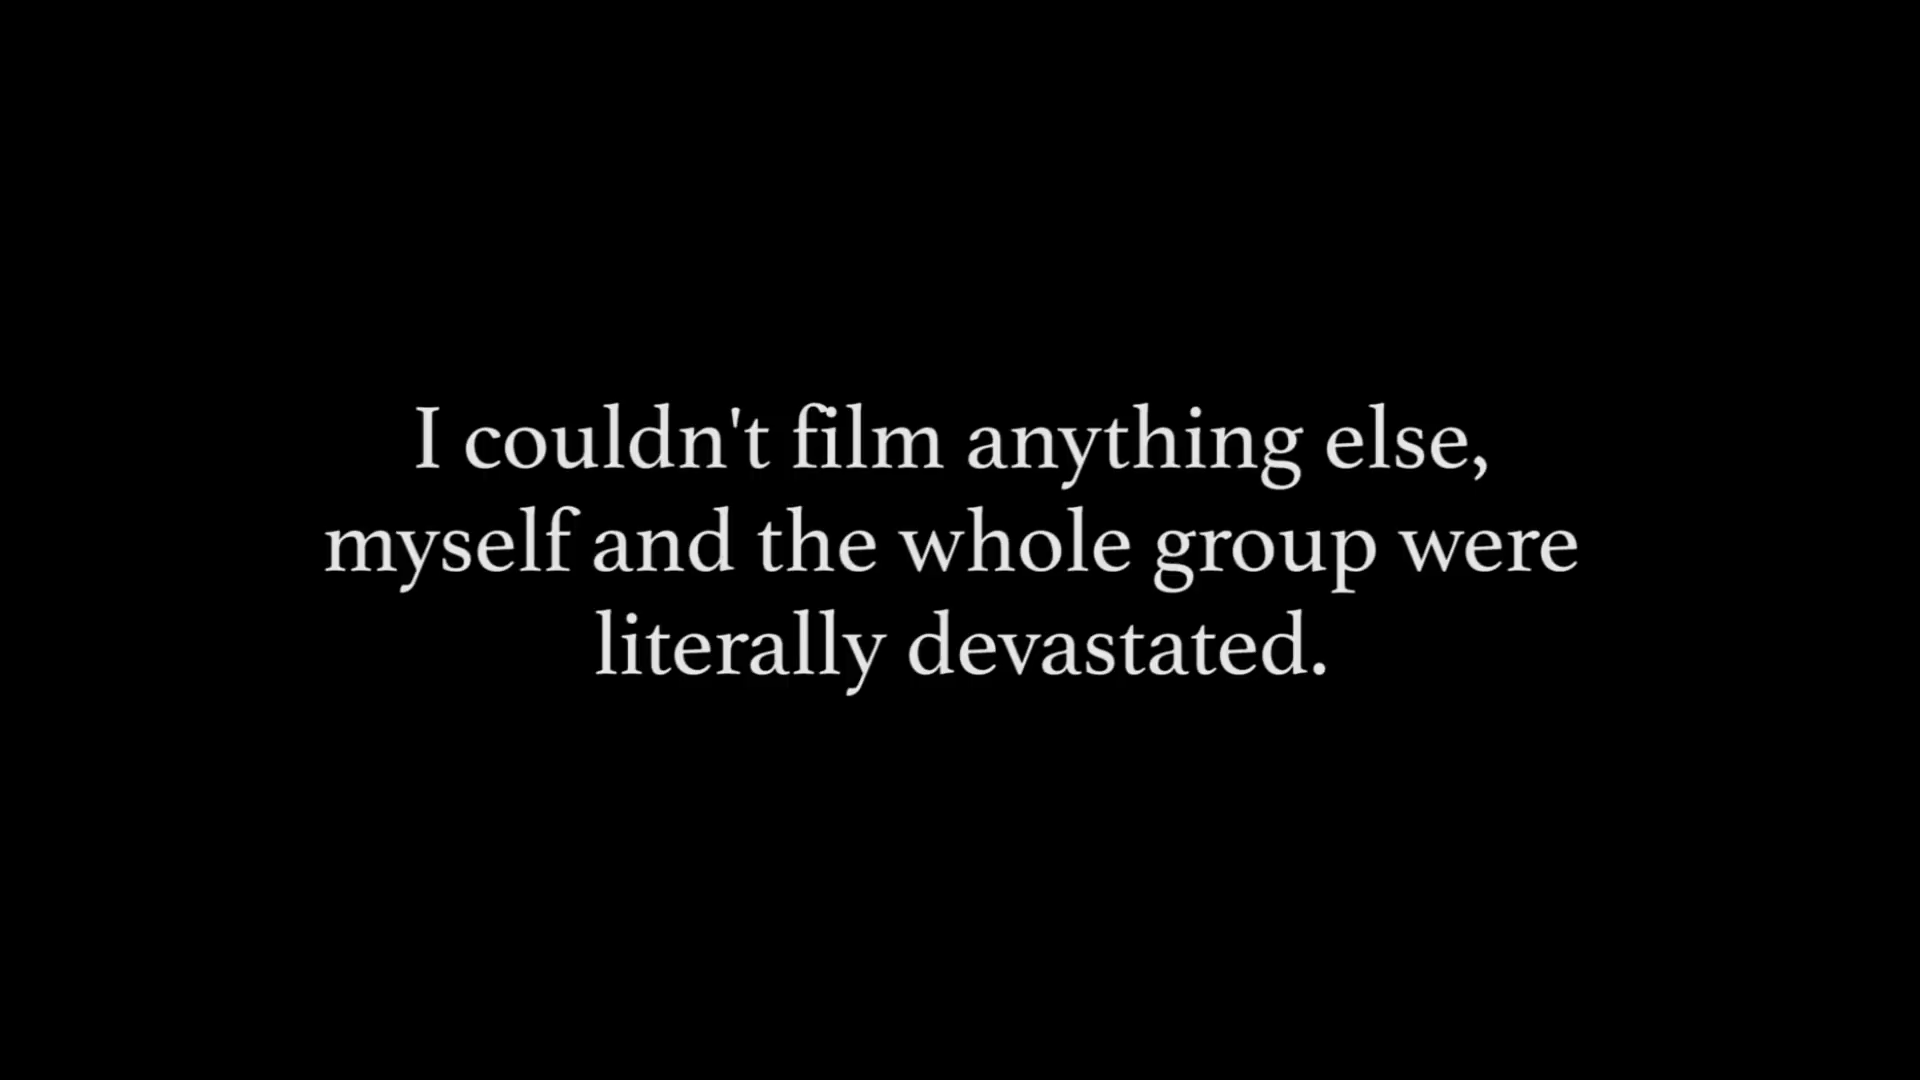 I couldn't film anything else,
myself and the whole group were
literally devastated.